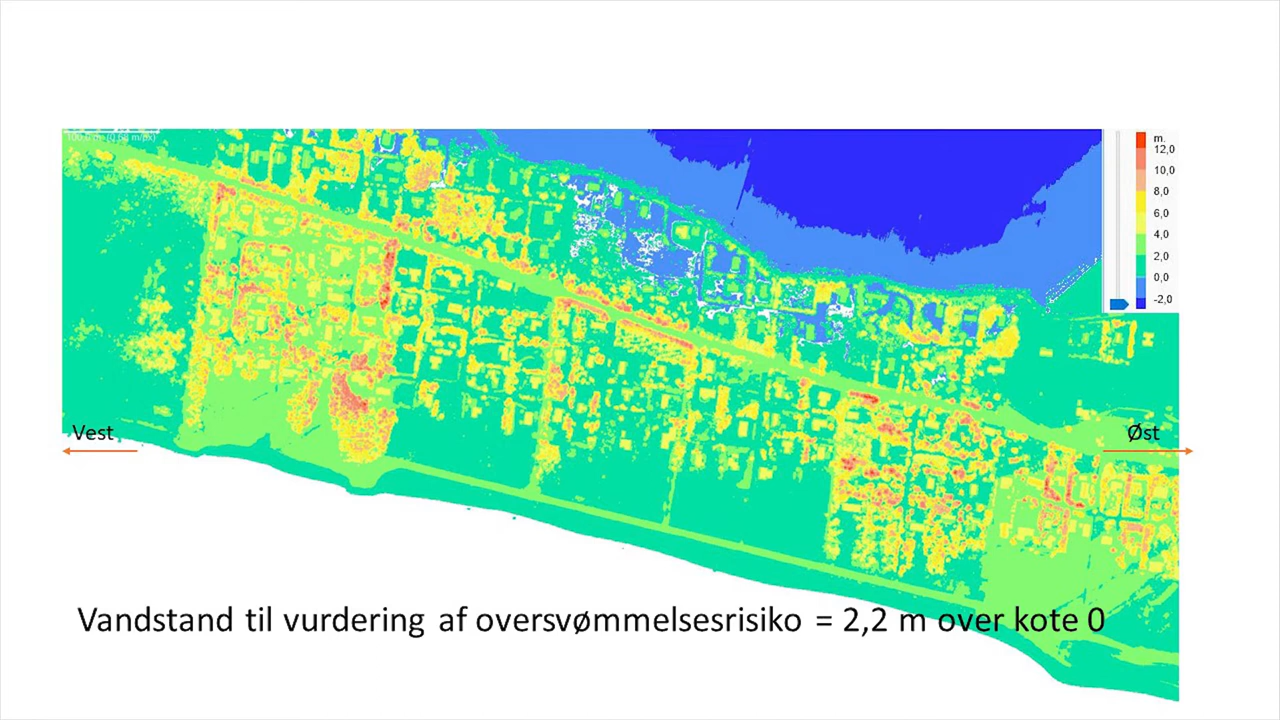 m.
12,0
10,0
8,0
6,0
4,0
2,0
0,0
-2,0
Vest
Øst
Vandstand til vurdering af oversvømmelsesrisiko = 2,2 m over kote 0